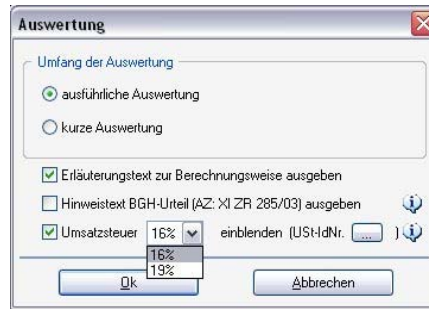 Auswertung
Umfang der Auswertung
ausführliche Auswertung
kurze Auswertung
Erläuterungstext zur Berechnungsweise ausgeben
Hinweistext BGH-Urteil (AZ: XI ZR 285/03) ausgeben
Umsatzsteuer 16% einblenden (USt-IdNr. ... )
16%
19%
Ok Abbrechen